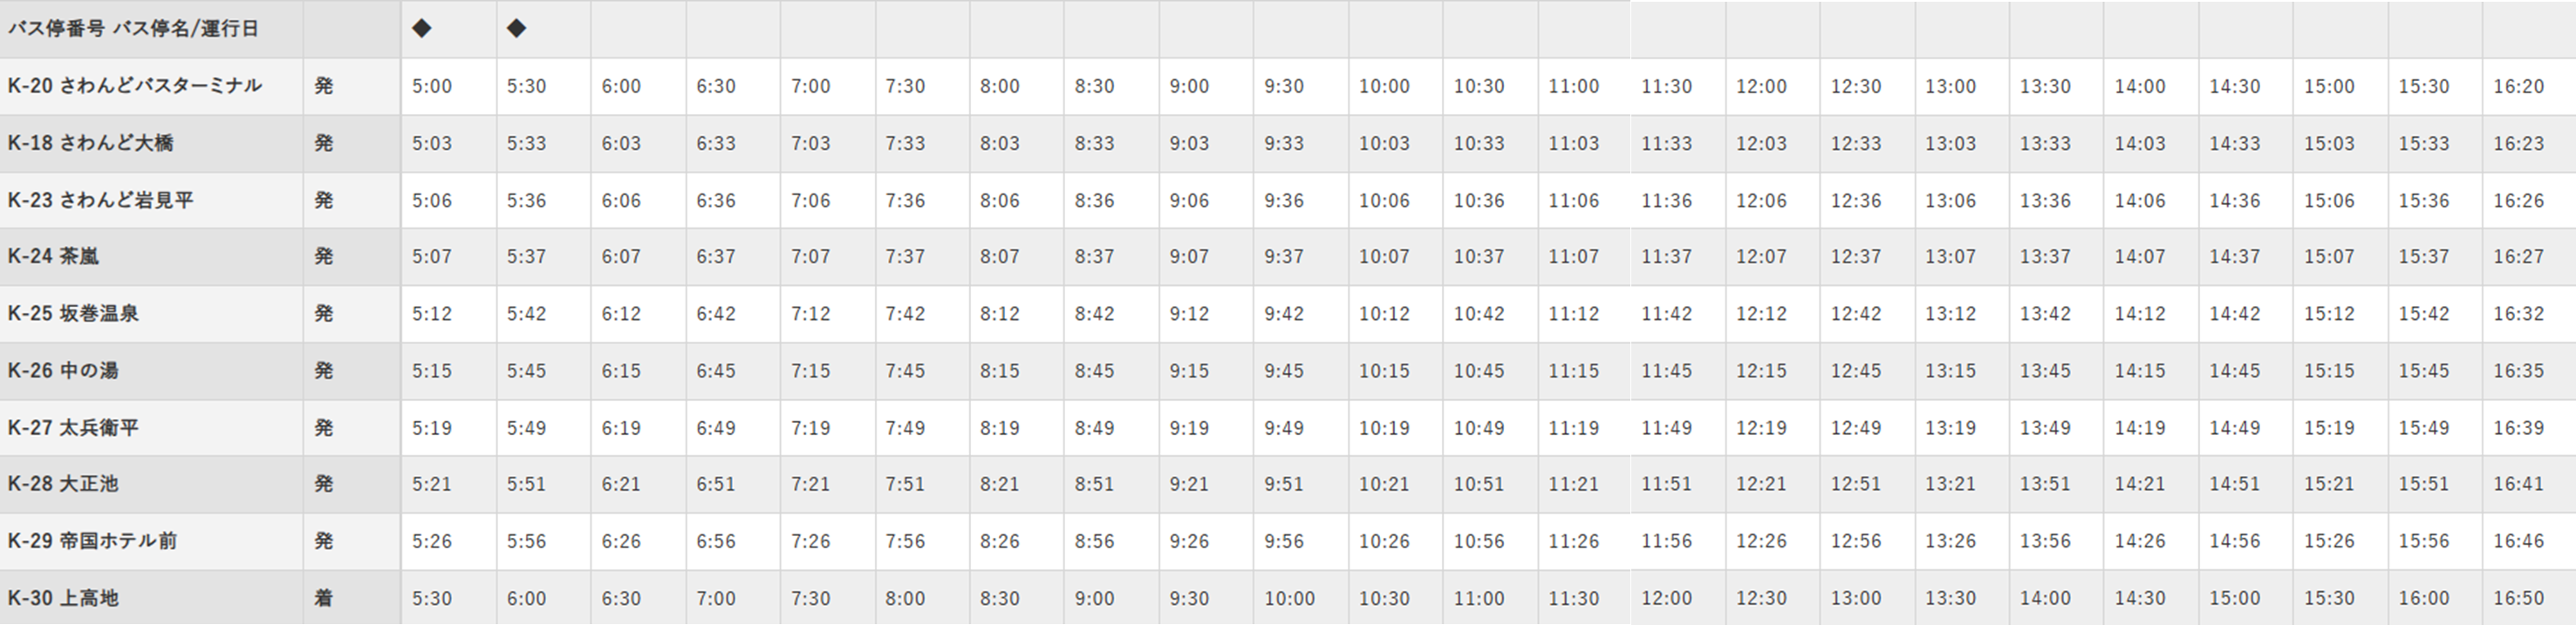 バス停番号 バス停名/運行日 ◆ ◆
K-20 さわんどバスターミナル 発 5:00 5:30 6:00 6:30 7:00 7:30 8:00 8:30 9:00 9:30 10:00 10:30 11:00 11:30 12:00 12:30 13:00 13:30 14:00 14:30 15:00 15:30 16:20
K-18 さわんど大橋 発 5:03 5:33 6:03 6:33 7:03 7:33 8:03 8:33 9:03 9:33 10:03 10:33 11:03 11:33 12:03 12:33 13:03 13:33 14:03 14:33 15:03 15:33 16:23
K-23 さわんど岩見平 発 5:06 5:36 6:06 6:36 7:06 7:36 8:06 8:36 9:06 9:36 10:06 10:36 11:06 11:36 12:06 12:36 13:06 13:36 14:06 14:36 15:06 15:36 16:26
K-24 茶嵐 発 5:07 5:37 6:07 6:37 7:07 7:37 8:07 8:37 9:07 9:37 10:07 10:37 11:07 11:37 12:07 12:37 13:07 13:37 14:07 14:37 15:07 15:37 16:27
K-25 坂巻温泉 発 5:12 5:42 6:12 6:42 7:12 7:42 8:12 8:42 9:12 9:42 10:12 10:42 11:12 11:42 12:12 12:42 13:12 13:42 14:12 14:42 15:12 15:42 16:32
K-26 中の湯 発 5:15 5:45 6:15 6:45 7:15 7:45 8:15 8:45 9:15 9:45 10:15 10:45 11:15 11:45 12:15 12:45 13:15 13:45 14:15 14:45 15:15 15:45 16:35
K-27 太兵衛平 発 5:19 5:49 6:19 6:49 7:19 7:49 8:19 8:49 9:19 9:49 10:19 10:49 11:19 11:49 12:19 12:49 13:19 13:49 14:19 14:49 15:19 15:49 16:39
K-28 大正池 発 5:21 5:51 6:21 6:51 7:21 7:51 8:21 8:51 9:21 9:51 10:21 10:51 11:21 11:51 12:21 12:51 13:21 13:51 14:21 14:51 15:21 15:51 16:41
K-29 帝国ホテル前 発 5:26 5:56 6:26 6:56 7:26 7:56 8:26 8:56 9:26 9:56 10:26 10:56 11:26 11:56 12:26 12:56 13:26 13:56 14:26 14:56 15:26 15:56 16:46
K-30 上高地 着 5:30 6:00 6:30 7:00 7:30 8:00 8:30 9:00 9:30 10:00 10:30 11:00 11:30 12:00 12:30 13:00 13:30 14:00 14:30 15:00 15:30 16:00 16:50